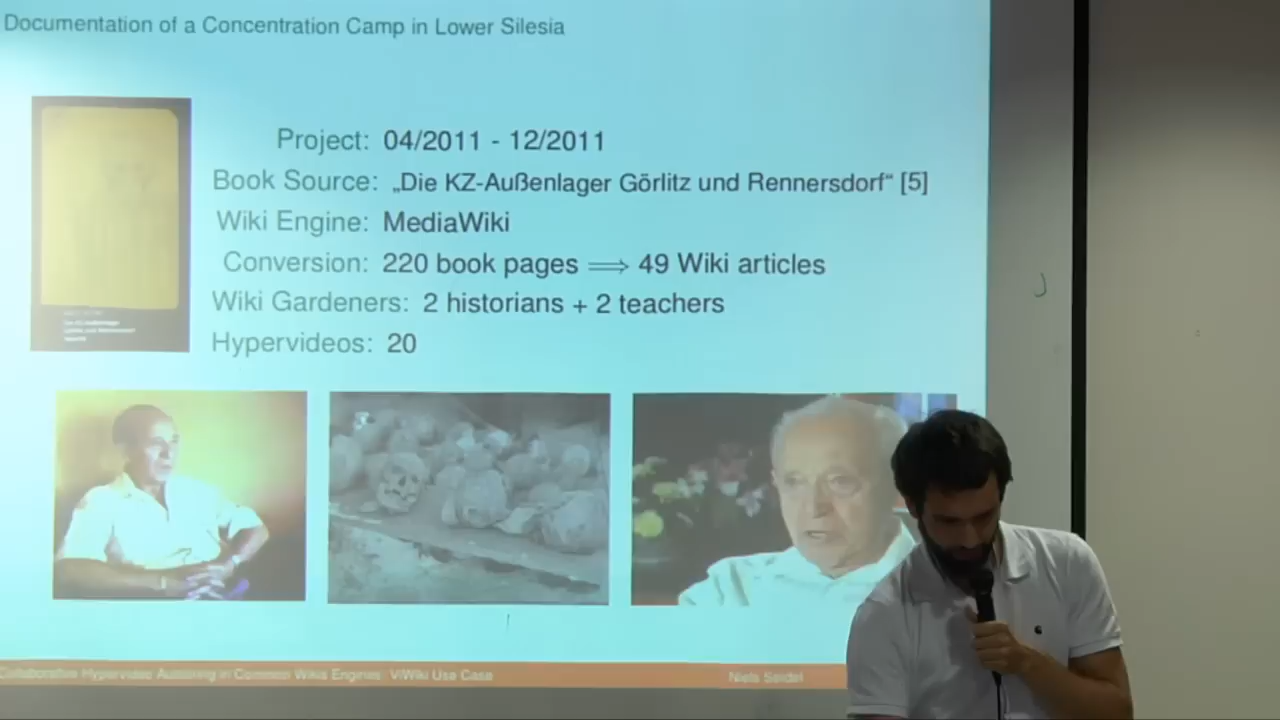 Documentation of a Concentration Camp in Lower Silesia
Project: 04/2011 - 12/2011
Book Source: „Die KZ-Außenlager Görlitz und Rennersdorf“ [5]
Wiki Engine: MediaWiki
Conversion: 220 book pages ⟹ 49 Wiki articles
Wiki Gardeners: 2 historians + 2 teachers
Hypervideos: 20
Collaborative Hypervideo Authoring in Common Wikis Engines: ViWiki Use Case
Niels Seidel